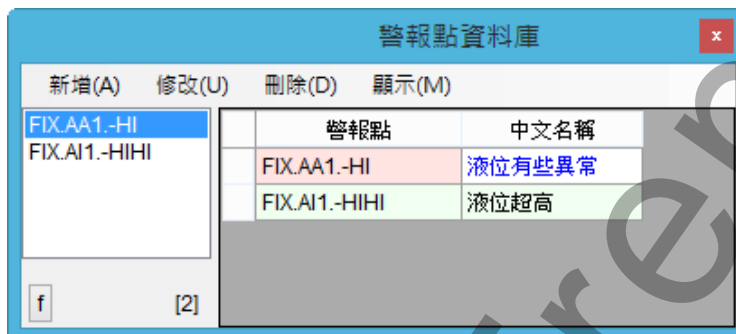 警報點資料庫
x
新增(A) 修改(U) 刪除(D) 顯示(M)
FIX.AA1.-HI
FIX.AI1.-HIHI
警報點 中文名稱
FIX.AA1.-HI 液位有些異常
FIX.AI1.-HIHI 液位超高
f [2]